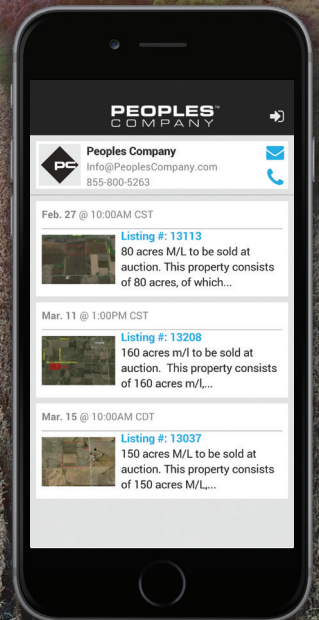 PEOPLES™
COMPANY
PC
Peoples Company
Info@PeoplesCompany.com
855-800-5263
Feb. 27 @ 10:00AM CST
Listing #: 13113
80 acres M/L to be sold at
auction. This property consists
of 80 acres, of which...
Mar. 11 @ 1:00PM CST
Listing #: 13208
160 acres m/l to be sold at
auction.  This property consists
of 160 acres m/l,...
Mar. 15 @ 10:00AM CDT
Listing #: 13037
150 acres M/L to be sold at
auction. This property consists
of 150 acres M/L,...